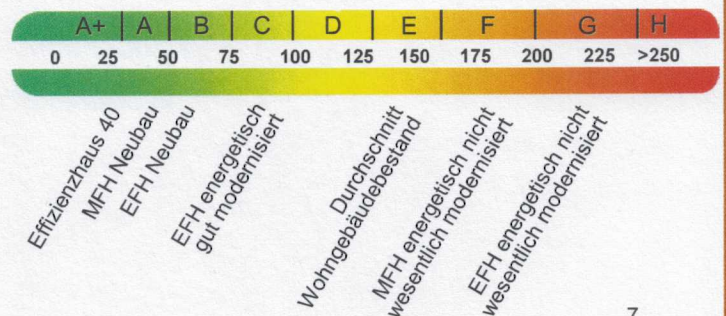 A+ A B C D E F G H
0 25 50 75 100 125 150 175 200 225 >250
Effizienzhaus 40
MFH Neubau
EFH Neubau
EFH energetisch
gut modernisiert
Durchschnitt
Wohngebäudebestand
MFH energetisch nicht
wesentlich modernisiert
EFH energetisch nicht
wesentlich modernisiert
7